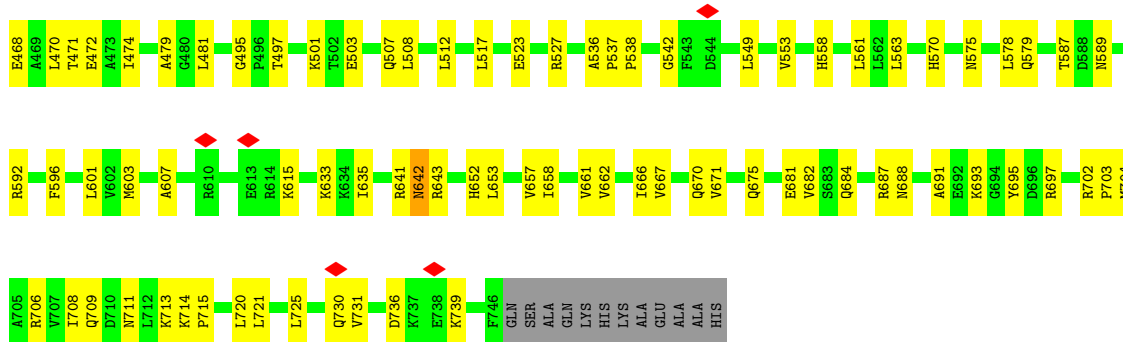 E468 A469 L470 T471 E472 A473 I474 A479 G480 L481 G495 P496 T497 K501 T502 E503 Q507 L508 L512 L517 E523 R527 A536 P537 P538 G542 F543 D544 L549 V553 H558 L561 L562 L563 H570 N575 L578 Q579 T587 D588 N589
R592 F596 L601 V602 M603 A607 R610 E613 R614 K615 K633 K634 I635 R641 N642 R643 H652 L653 V657 I658 V661 V662 I666 V667 Q670 V671 Q675 E681 V682 S683 Q684 R687 N688 A691 E692 K693 G694 Y695 D696 R697 R702 P703
A705 R706 V707 I708 Q709 D710 N711 L712 K713 K714 P715 L720 L721 L725 Q730 V731 D736 K737 E738 K739 F746 GLN SER ALA GLN LYS HIS LYS ALA GLU ALA ALA HIS